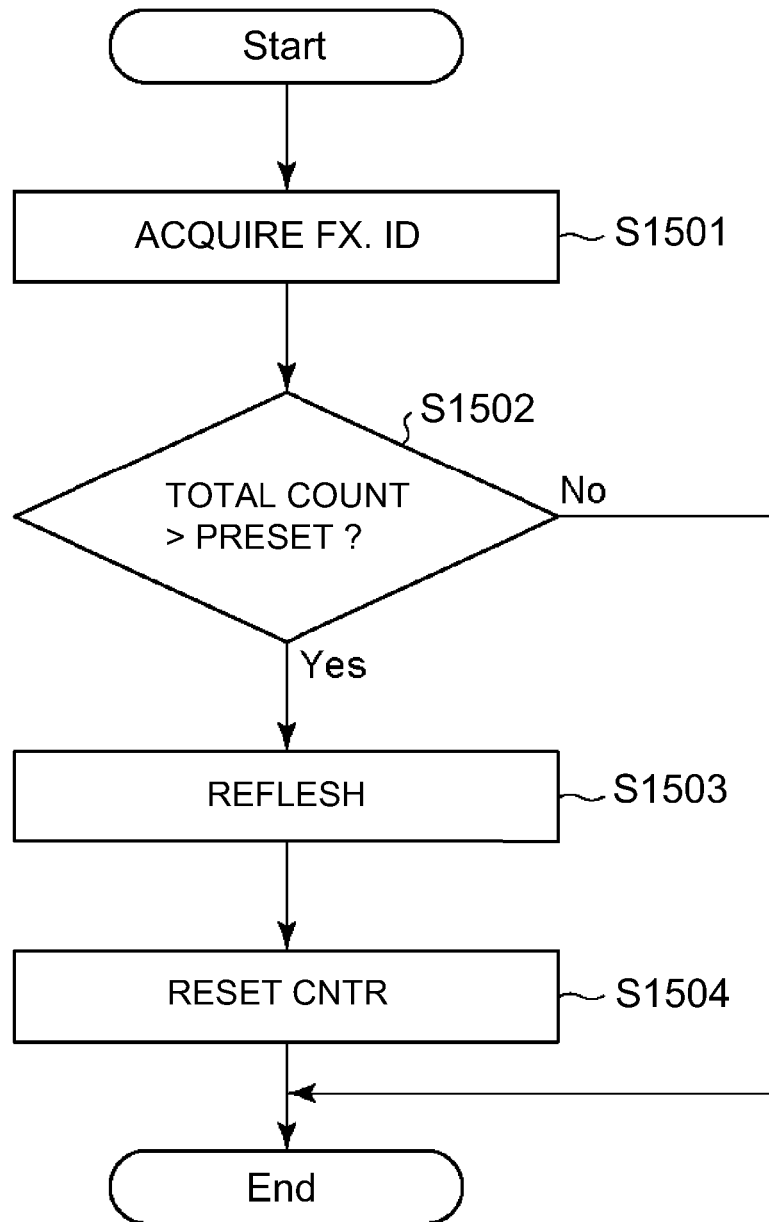 Start
ACQUIRE FX. ID
S1501
S1502
TOTAL COUNT
> PRESET ?
No
Yes
REFLESH
S1503
RESET CNTR
S1504
End